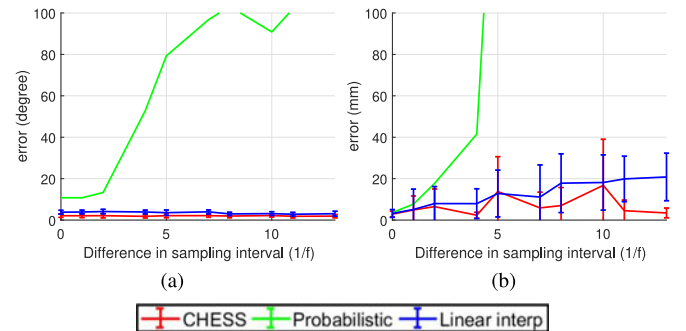 100
80
60
40
20
0
error (degree)
0
5
10
Difference in sampling interval (1/f)
(a)
100
80
60
40
20
0
error (mm)
0
5
10
Difference in sampling interval (1/f)
(b)
CHESS Probabilistic Linear interp